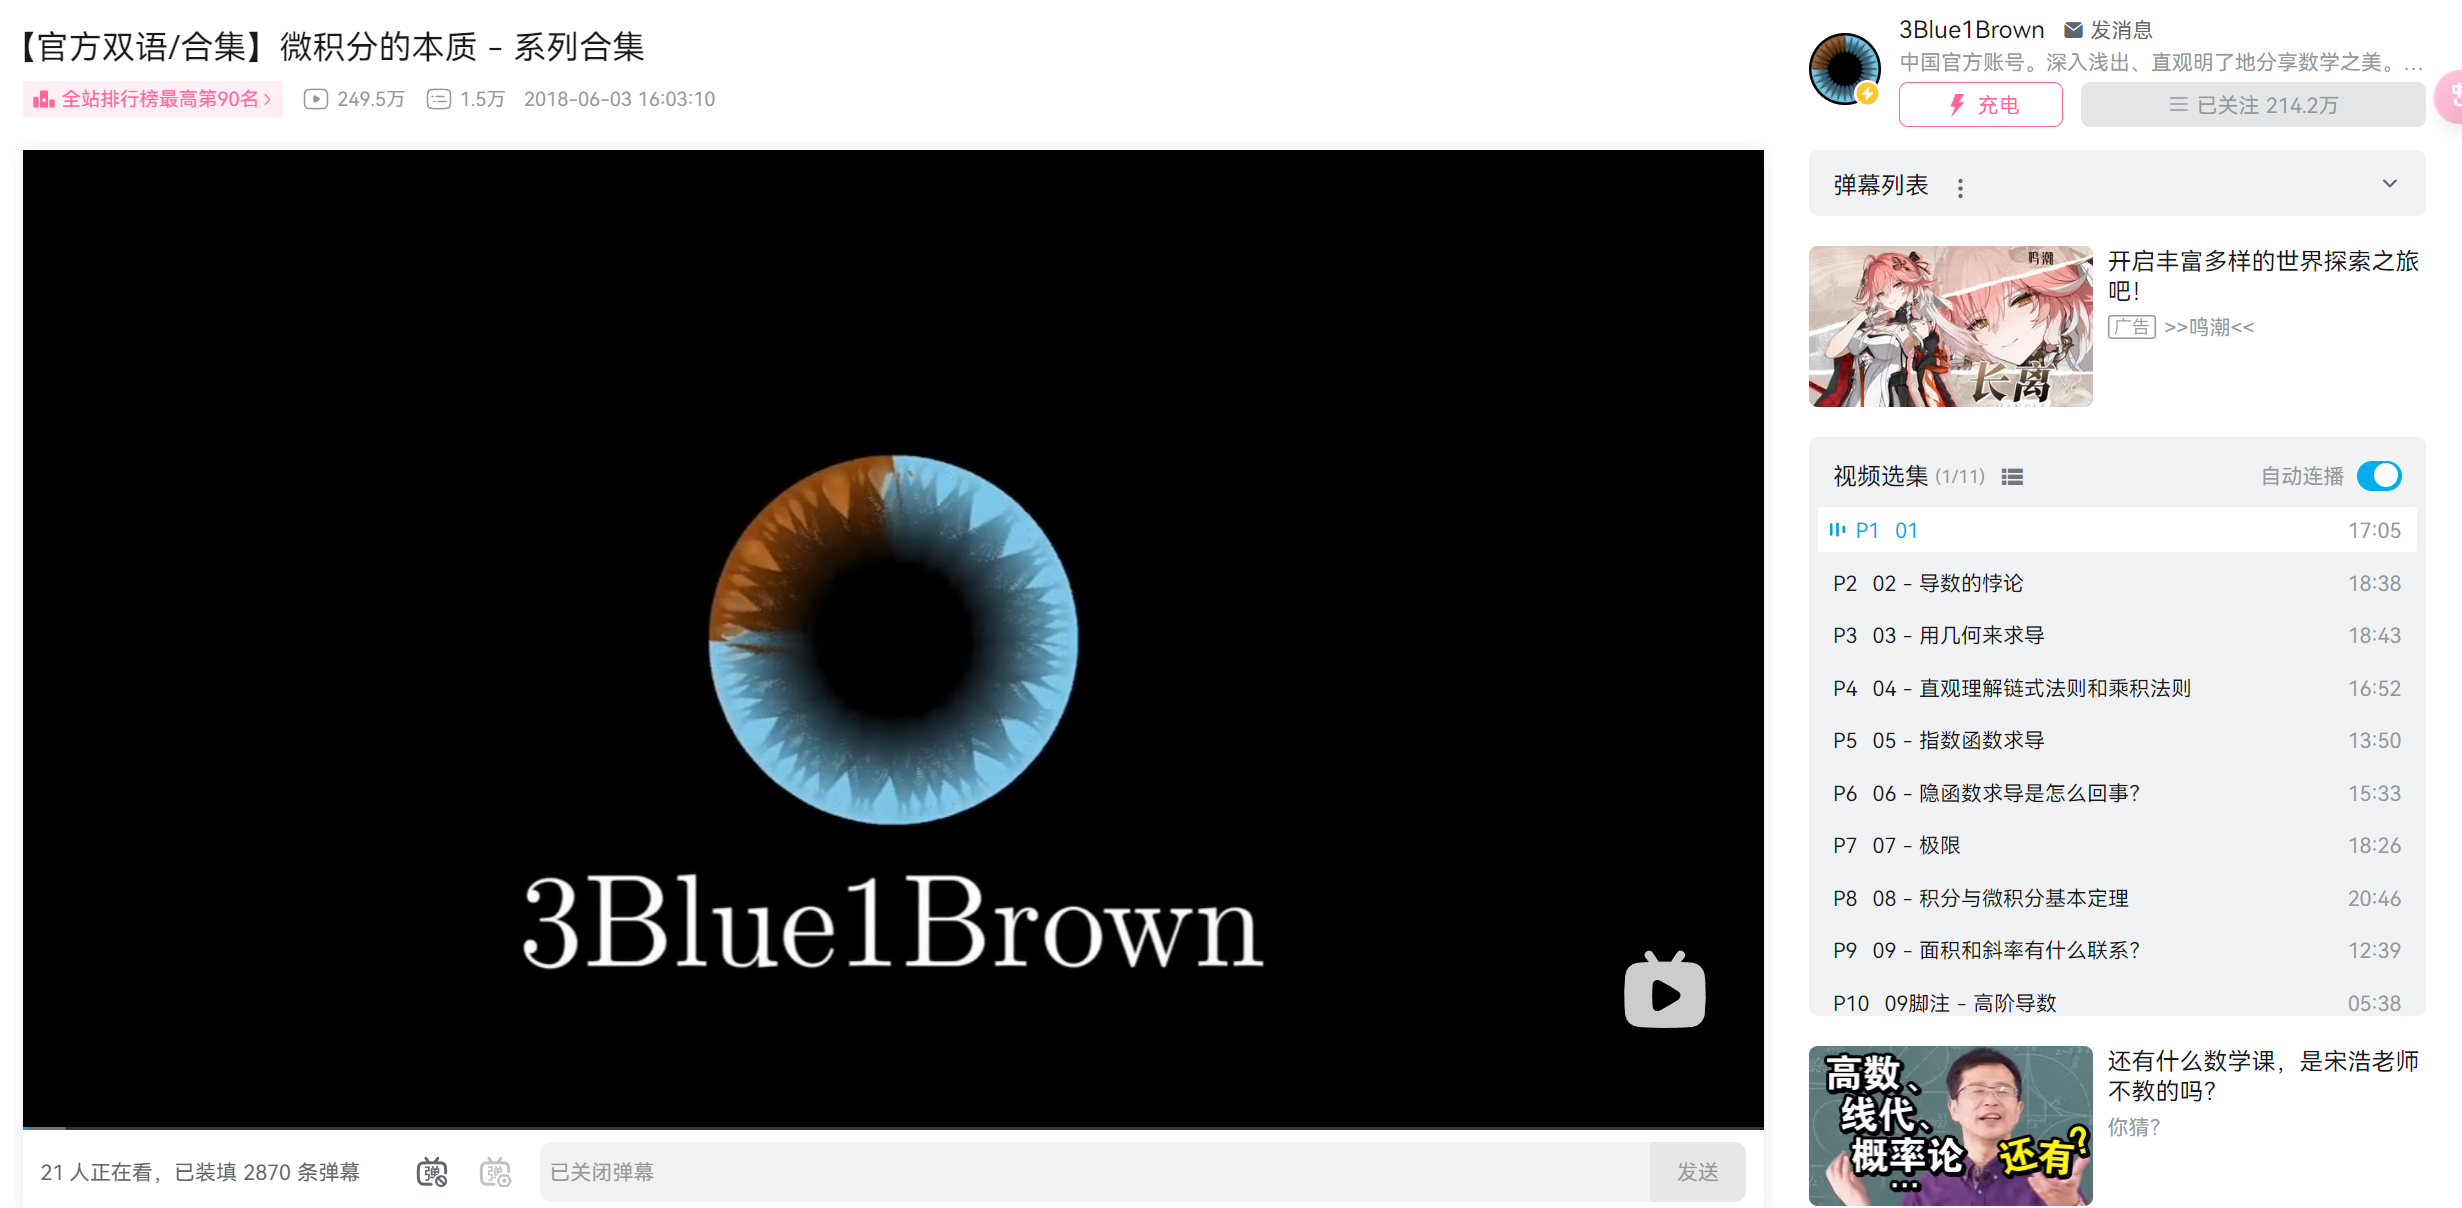 【官方双语/合集】微积分的本质 - 系列合集
全站排行榜最高第90名
249.5万
1.5万
2018-06-03 16:03:10
3Blue1Brown
21 人正在看，已装填 2870 条弹幕
弹
弹
已关闭弹幕
发送
3Blue1Brown
发消息
中国官方账号。深入浅出、直观明了地分享数学之美。...
充电
已关注 214.2万
弹幕列表
鸣潮
长离
开启丰富多样的世界探索之旅
吧！
广告 >>鸣潮<<
视频选集 (1/11)
自动连播
P1 01 17:05
P2 02 - 导数的悖论 18:38
P3 03 - 用几何来求导 18:43
P4 04 - 直观理解链式法则和乘积法则 16:52
P5 05 - 指数函数求导 13:50
P6 06 - 隐函数求导是怎么回事？ 15:33
P7 07 - 极限 18:26
P8 08 - 积分与微积分基本定理 20:46
P9 09 - 面积和斜率有什么联系？ 12:39
P10 09脚注 - 高阶导数 05:38
高数、
线代、
概率论
...
还有？
还有什么数学课，是宋浩老师
不教的吗？
你猜？